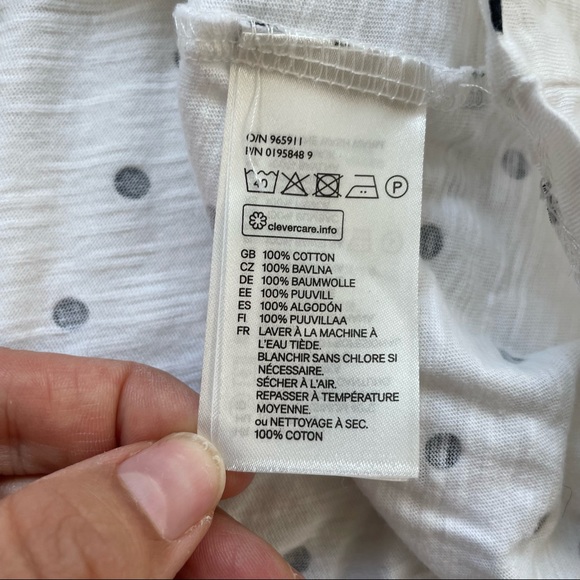 O/N 965911
P/N 0195848 9
40 P
clevercare.info
GB 100% COTTON
CZ 100% BAVLNA
DE 100% BAUMWOLLE
EE 100% PUUVILL
ES 100% ALGODÓN
FI 100% PUUVILLAA
FR LAVER À LA MACHINE À
L'EAU TIÈDE.
BLANCHIR SANS CHLORE SI
NÉCESSAIRE.
SÉCHER À L'AIR.
REPASSER À TEMPÉRATURE
MOYENNE.
ou NETTOYAGE À SEC.
100% COTON